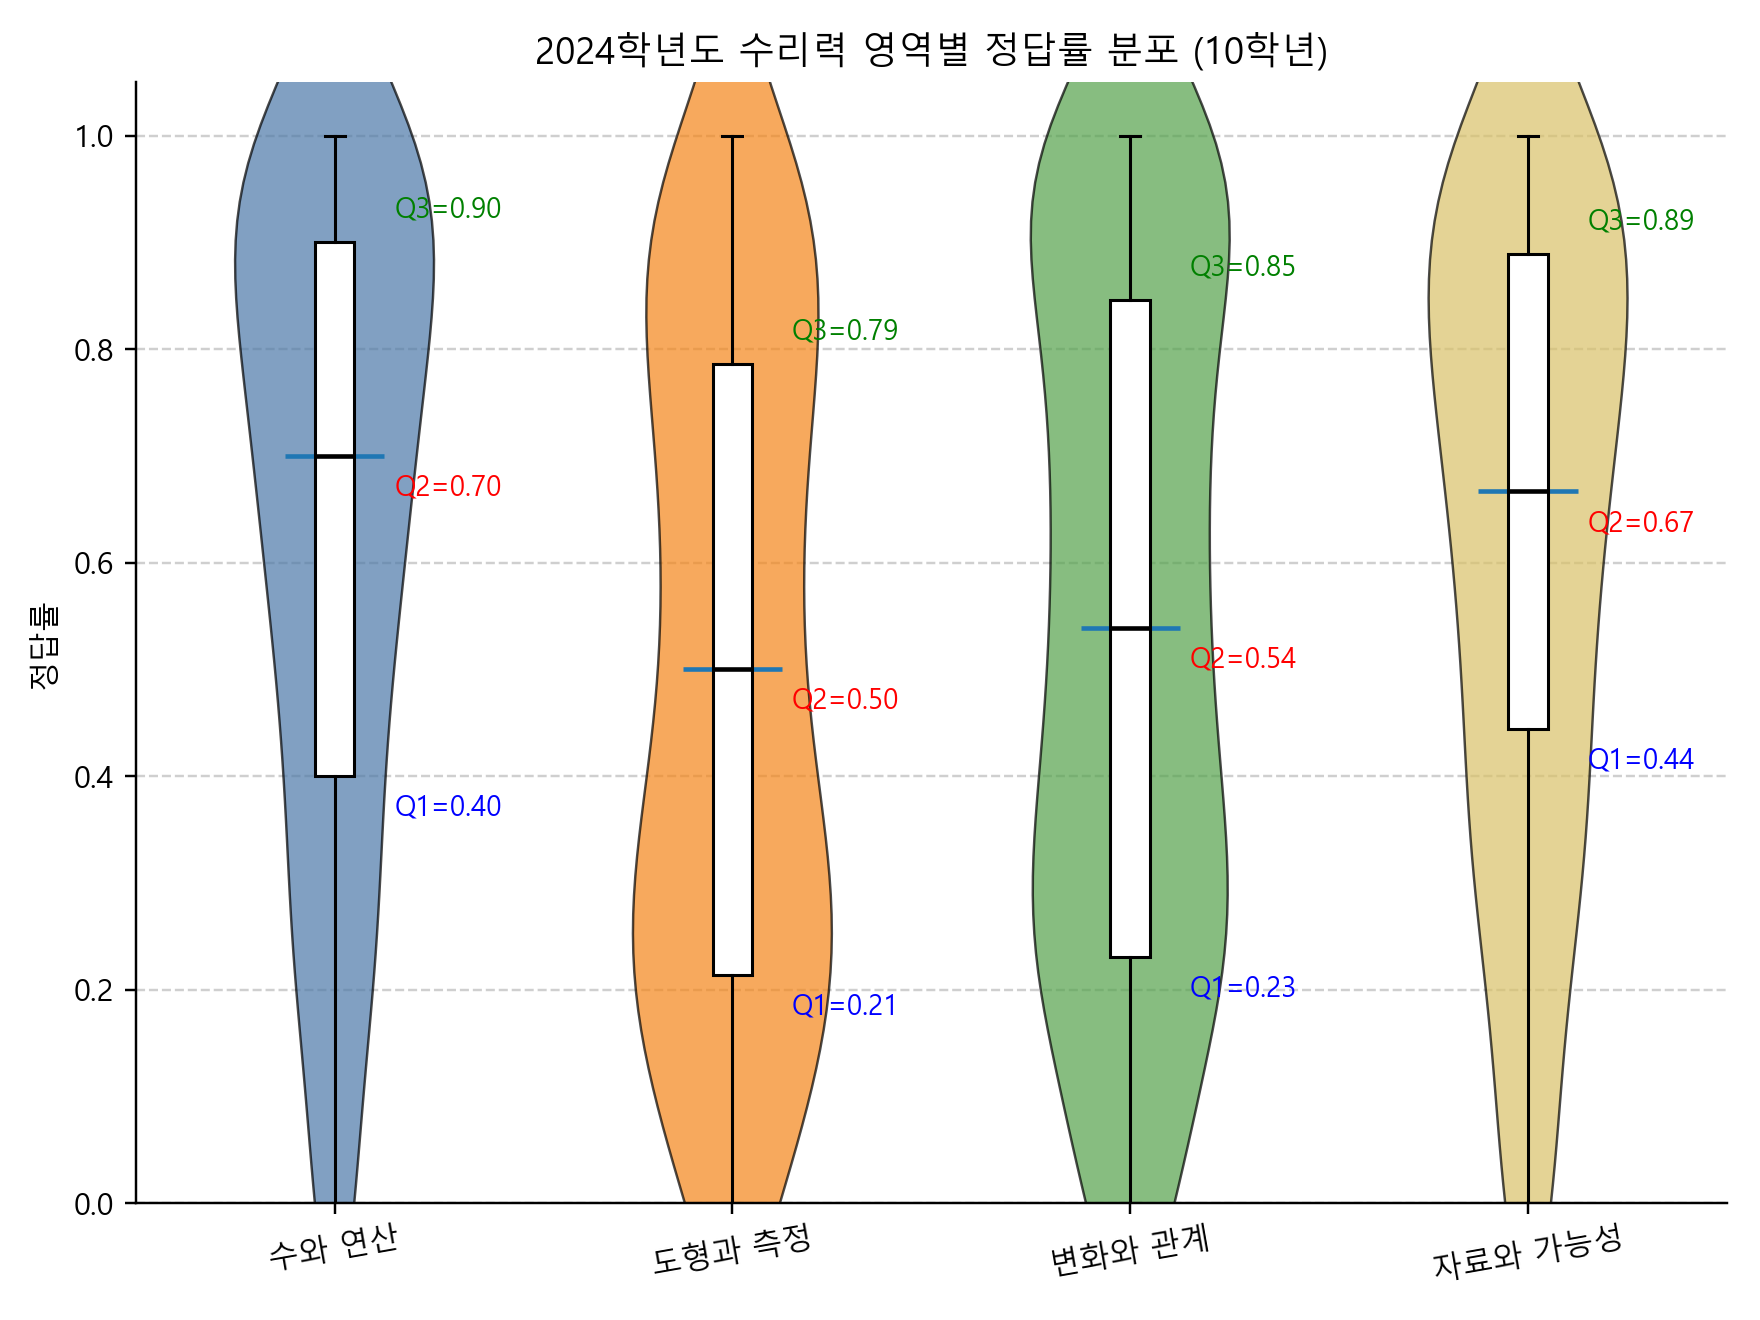 2024학년도 수리력 영역별 정답률 분포 (10학년)
정답률
1.0
0.8
0.6
0.4
0.2
0.0
Q3=0.90
Q2=0.70
Q1=0.40
Q3=0.79
Q2=0.50
Q1=0.21
Q3=0.85
Q2=0.54
Q1=0.23
Q3=0.89
Q2=0.67
Q1=0.44
수와 연산
도형과 측정
변화와 관계
자료와 가능성